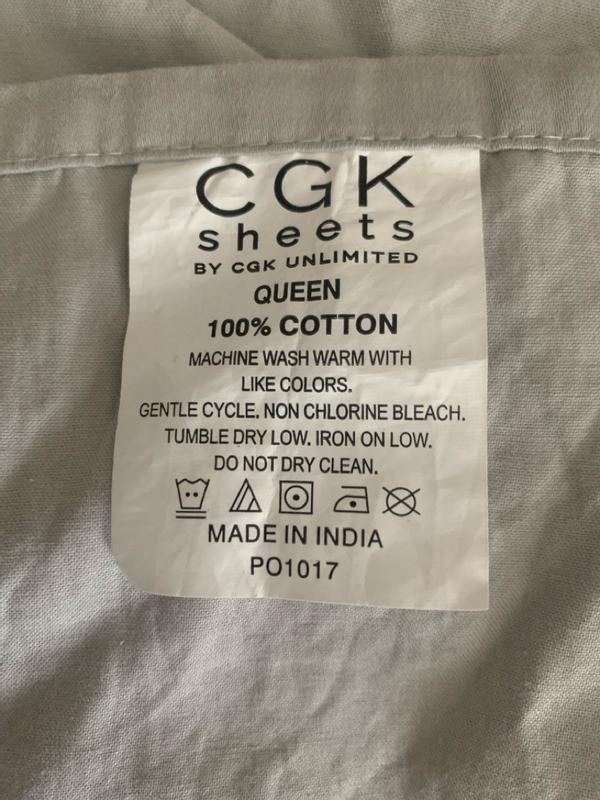 CGK
sheets
BY CGK UNLIMITED
QUEEN
100% COTTON
MACHINE WASH WARM WITH
LIKE COLORS.
GENTLE CYCLE. NON CHLORINE BLEACH.
TUMBLE DRY LOW. IRON ON LOW.
DO NOT DRY CLEAN.
MADE IN INDIA
PO1017